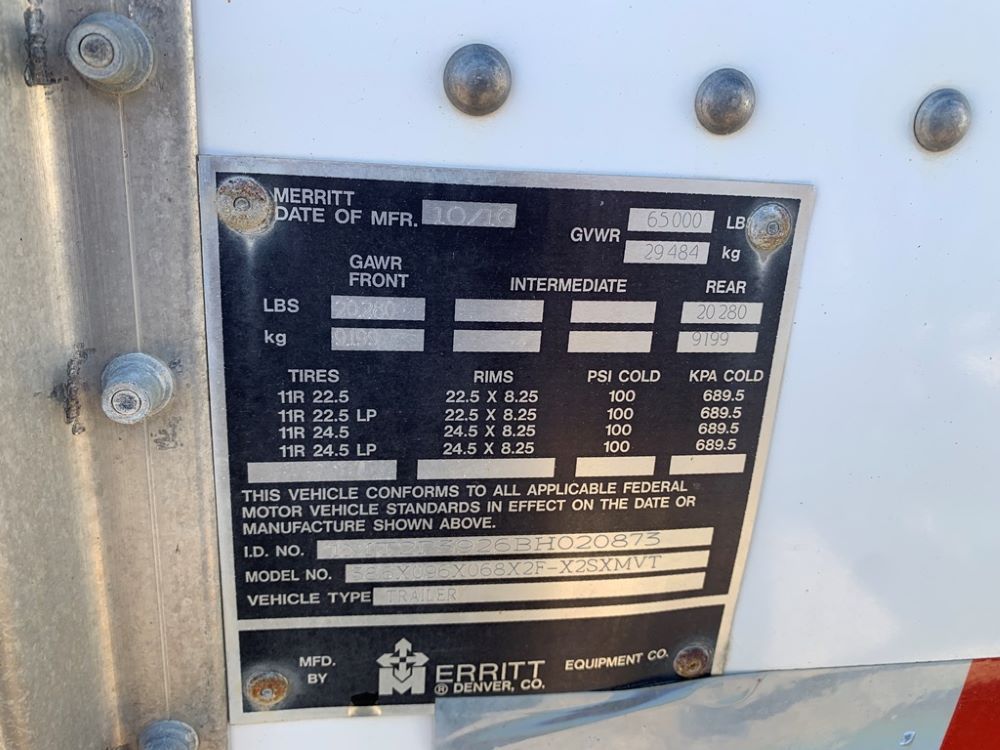 MERRITT
DATE OF MFR. 10/10
GVWR 65000 LBS
29484 kg
GAWR
FRONT INTERMEDIATE REAR
LBS 20280 20280
kg 9199 9199
TIRES RIMS PSI COLD KPA COLD
11R 22.5 22.5 X 8.25 100 689.5
11R 22.5 LP 22.5 X 8.25 100 689.5
11R 24.5 24.5 X 8.25 100 689.5
11R 24.5 LP 24.5 X 8.25 100 689.5
THIS VEHICLE CONFORMS TO ALL APPLICABLE FEDERAL
MOTOR VEHICLE STANDARDS IN EFFECT ON THE DATE OR
MANUFACTURE SHOWN ABOVE.
I.D. NO.
MODEL NO.
VEHICLE TYPE TRAILER
MFD.
BY
MERRITT EQUIPMENT CO.
® DENVER, CO.